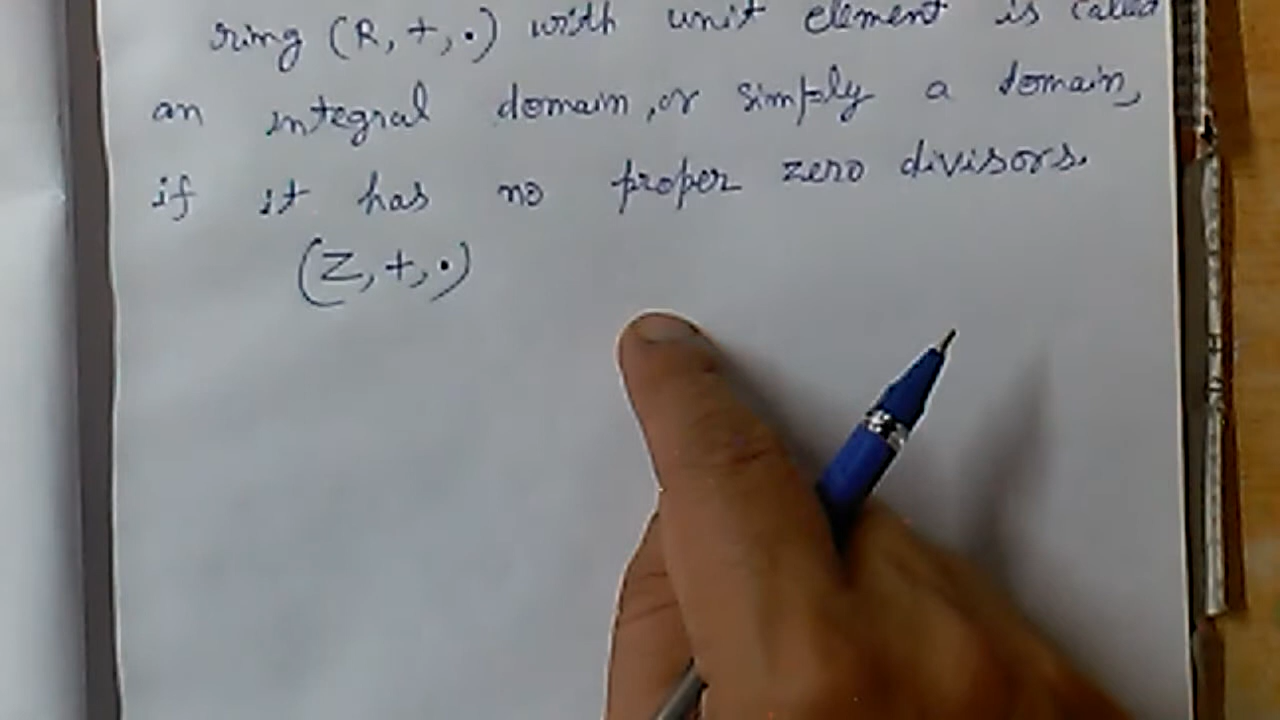 ring (R, +, ·) with unit element is called
an integral domain, or simply a domain,
if it has no proper zero divisors.
(Z, +, ·)